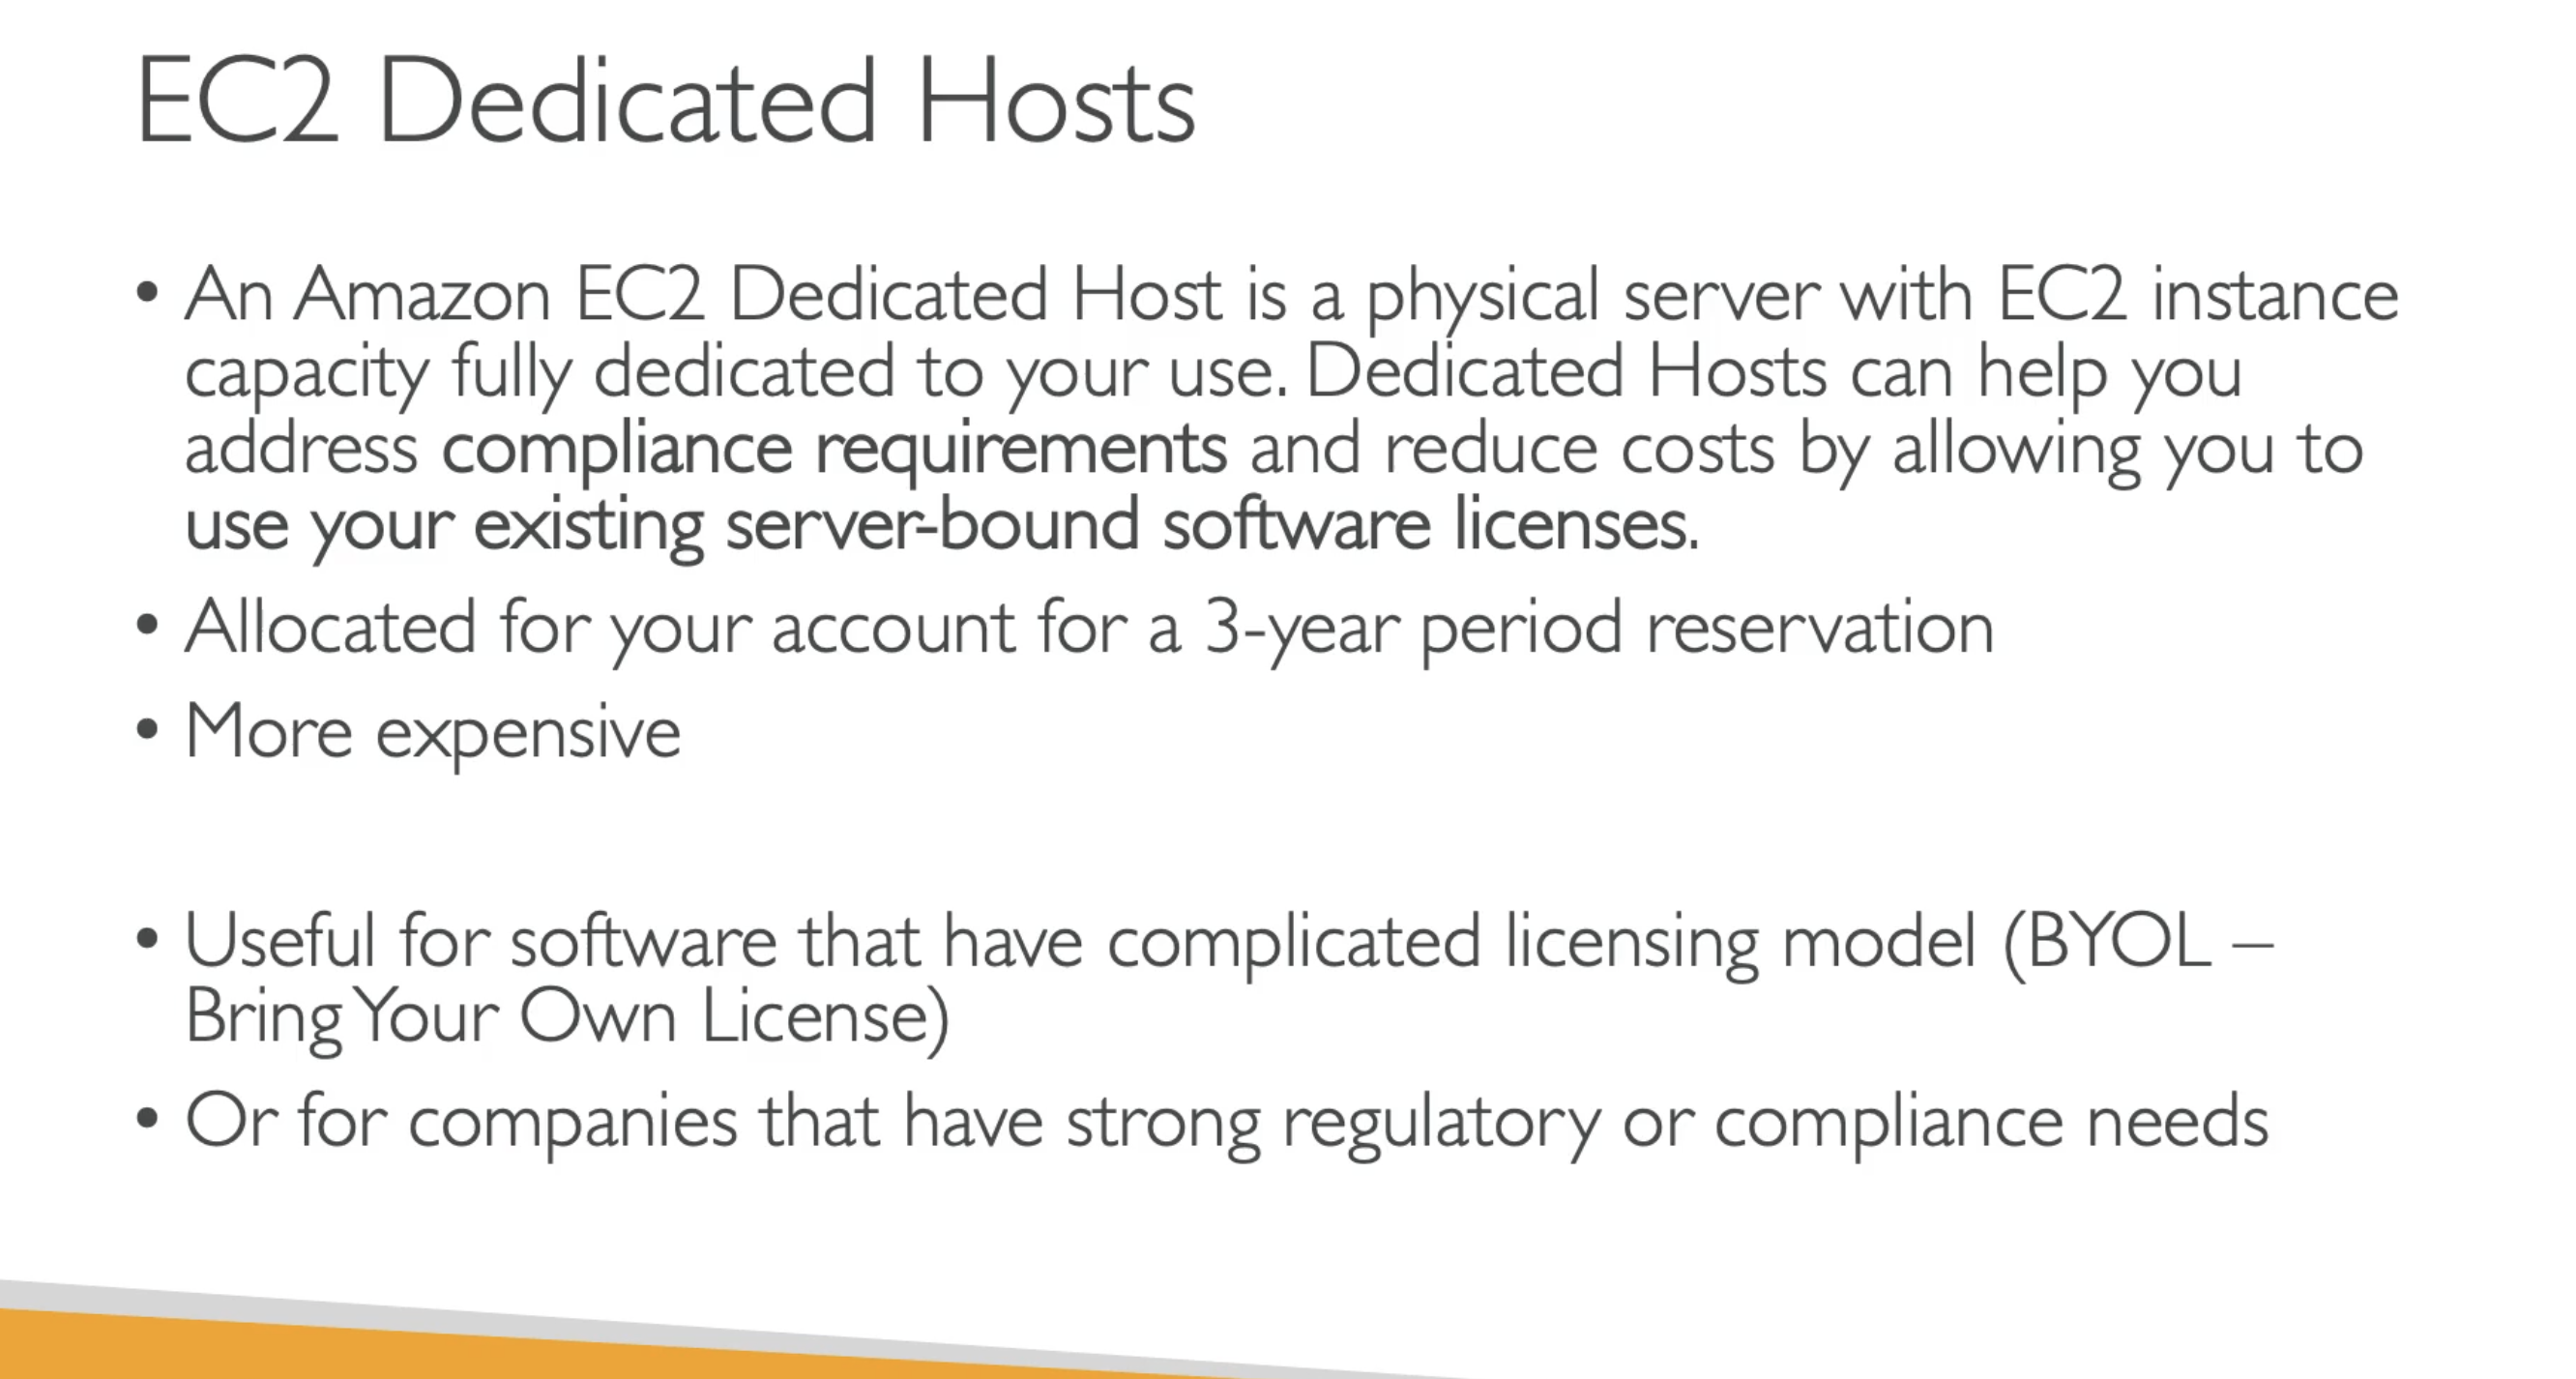 EC2 Dedicated Hosts
• An Amazon EC2 Dedicated Host is a physical server with EC2 instance
capacity fully dedicated to your use. Dedicated Hosts can help you
address compliance requirements and reduce costs by allowing you to
use your existing server-bound software licenses.
• Allocated for your account for a 3-year period reservation
• More expensive
• Useful for software that have complicated licensing model (BYOL –
Bring Your Own License)
• Or for companies that have strong regulatory or compliance needs